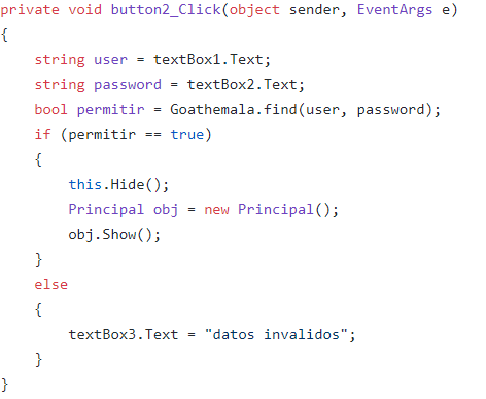 private void button2_Click(object sender, EventArgs e)
{
    string user = textBox1.Text;
    string password = textBox2.Text;
    bool permitir = Goathemala.find(user, password);
    if (permitir == true)
    {
        this.Hide();
        Principal obj = new Principal();
        obj.Show();
    }
    else
    {
        textBox3.Text = "datos invalidos";
    }
}